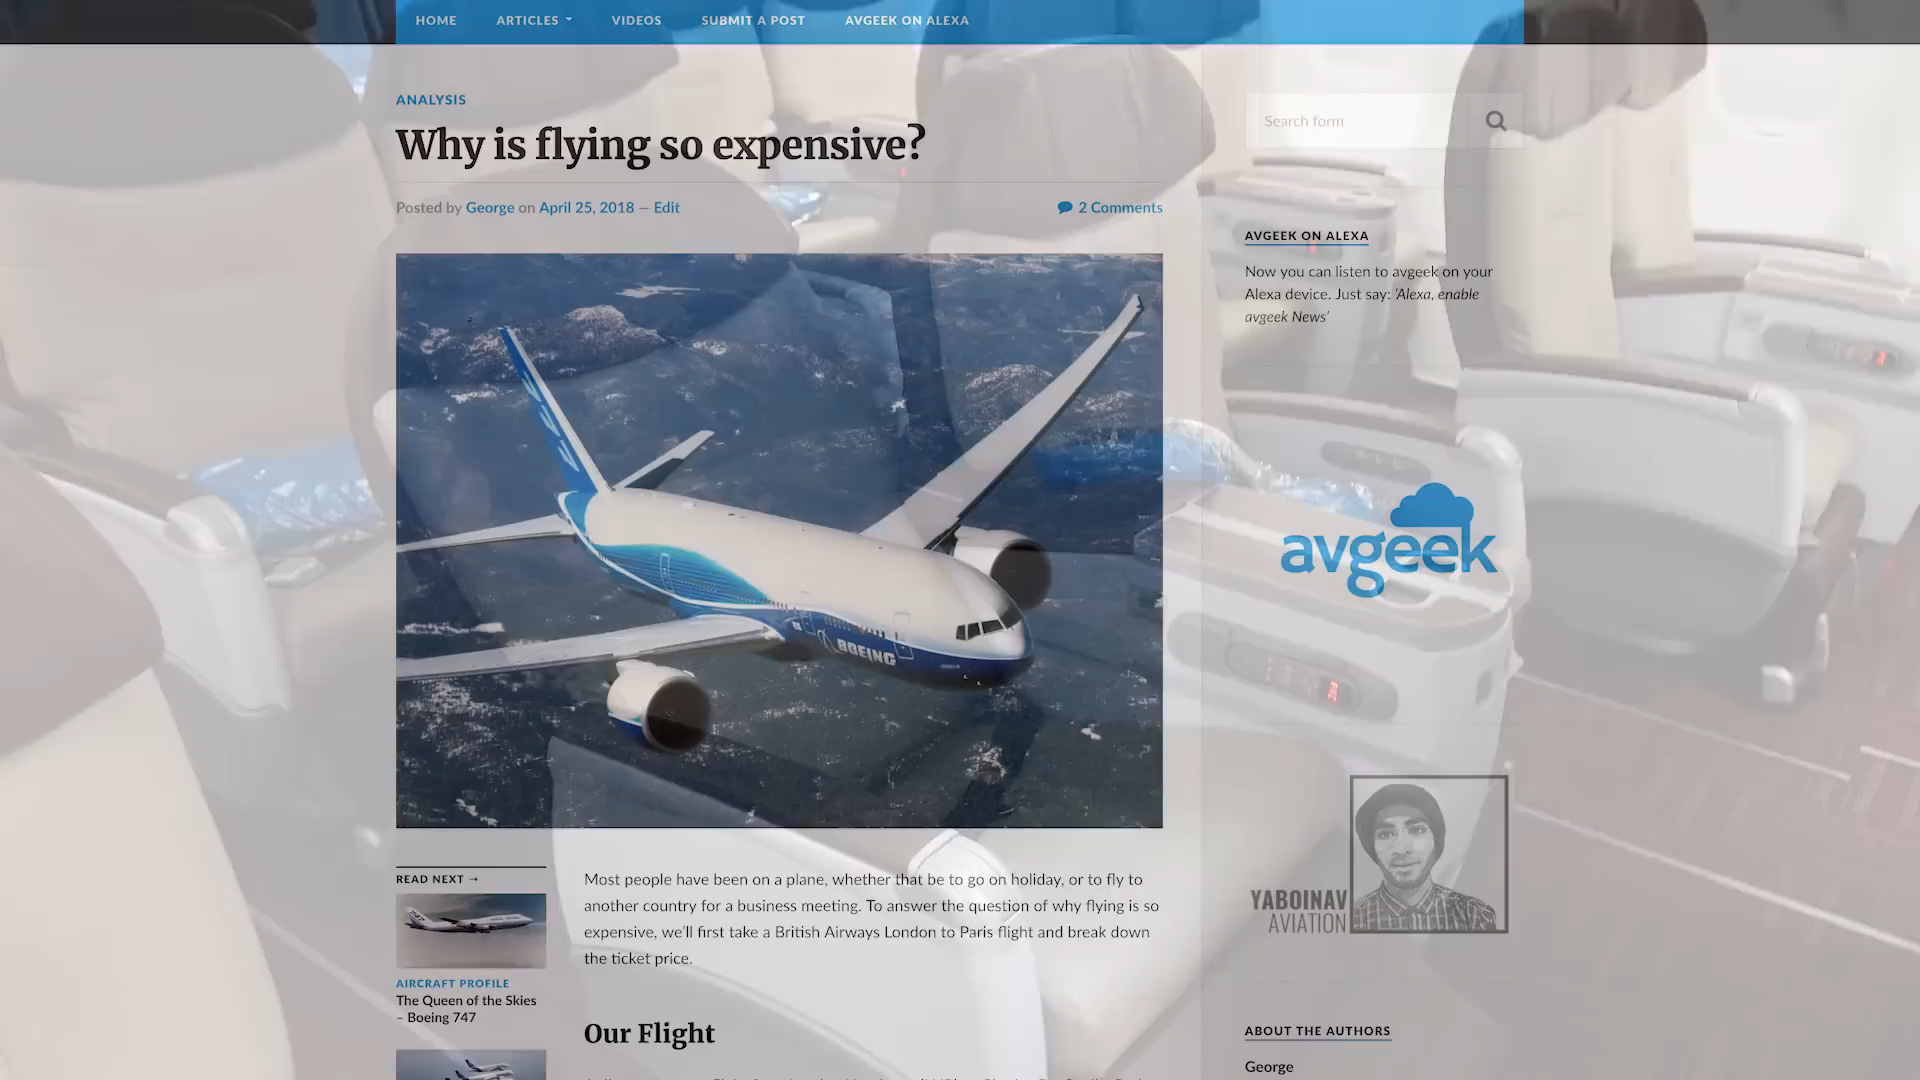 HOME
ARTICLES
VIDEOS
SUBMIT A POST
AVGEEK ON ALEXA
ANALYSIS
Why is flying so expensive?
Posted by George on April 25, 2018 — Edit
2 Comments
BOEING
READ NEXT →
AIRCRAFT PROFILE
The Queen of the Skies
– Boeing 747
Most people have been on a plane, whether that be to go on holiday, or to fly to
another country for a business meeting. To answer the question of why flying is so
expensive, we'll first take a British Airways London to Paris flight and break down
the ticket price.
Our Flight
Search form
AVGEEK ON ALEXA
Now you can listen to avgeek on your
Alexa device. Just say: 'Alexa, enable
avgeek News'
avgeek
YABOINAV
AVIATION
ABOUT THE AUTHORS
George